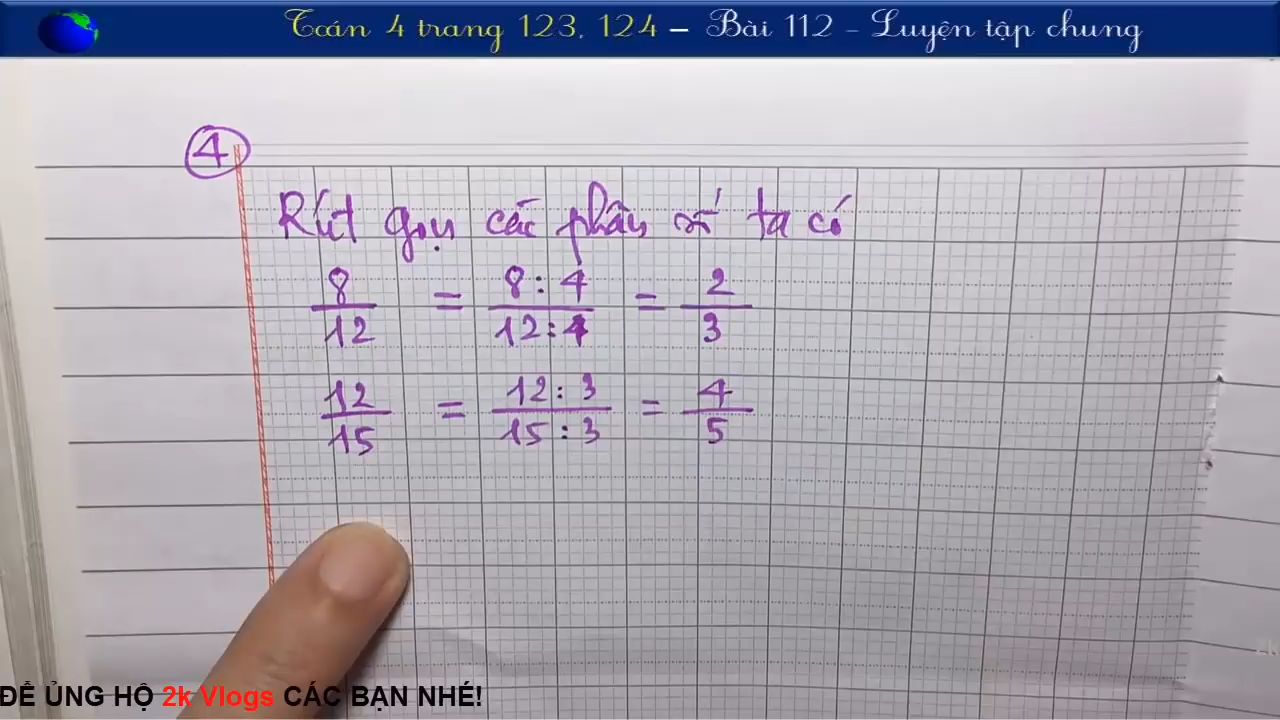 Toán 4 trang 123, 124 – Bài 112 - Luyện tập chung
4
Rút gọn các phân số ta có
8/12 = 8:4/12:4 = 2/3
12/15 = 12:3/15:3 = 4/5
ĐỂ ỦNG HỘ 2k Vlogs CÁC BẠN NHÉ!